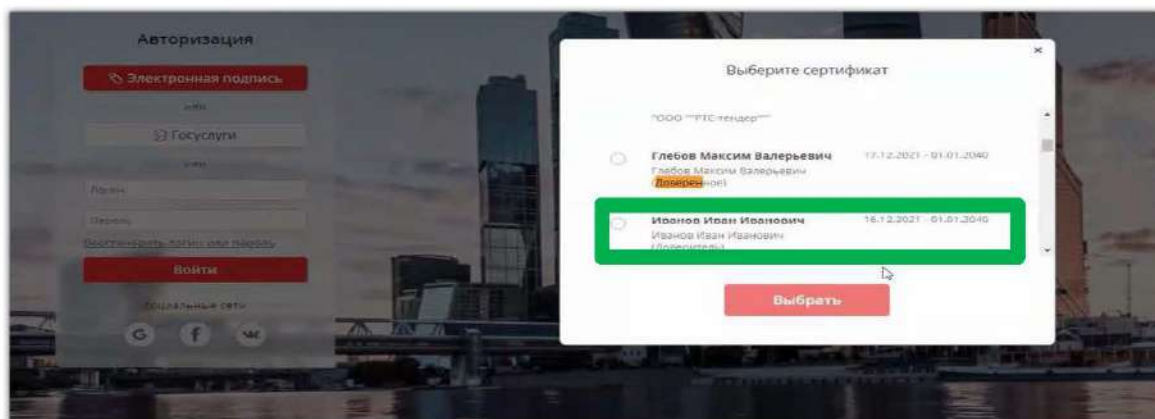 Авторизация
Электронная подпись
или
Госуслуги
или
Логин
Пароль
Восстановить логин или пароль
Войти
Социальные сети
G f
Выберите сертификат
"ООО ""РТС-тендер"""
Глебов Максим Валерьевич 17.12.2021 - 01.01.2040
Глебов Максим Валерьевич
(Доверенное)
Иванов Иван Иванович 16.12.2021 - 01.01.2040
Иванов Иван Иванович
(Доверитель)
Выбрать